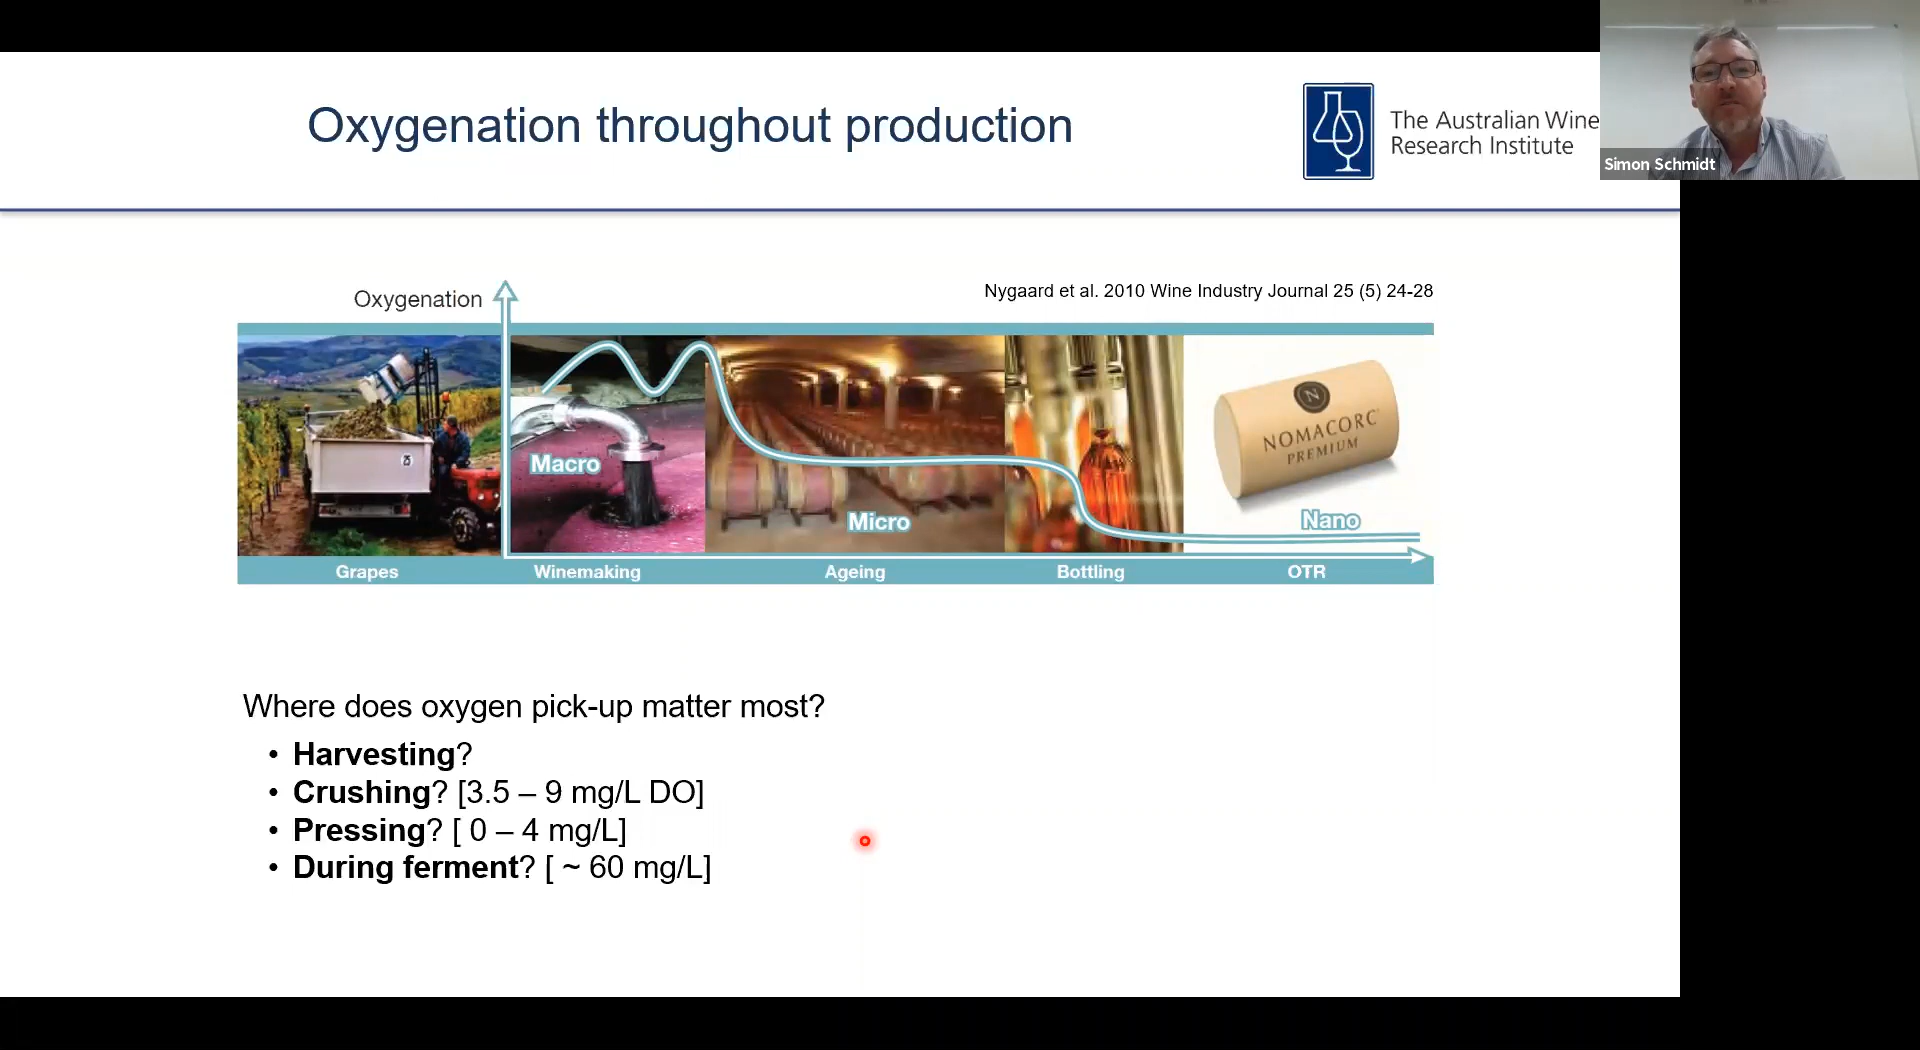 Oxygenation throughout production
The Australian Wine
Research Institute
Simon Schmidt
Oxygenation
Nygaard et al. 2010 Wine Industry Journal 25 (5) 24-28
N
NOMACORC
PREMIUM
Macro
Micro
Nano
Grapes
Winemaking
Ageing
Bottling
OTR
Where does oxygen pick-up matter most?
• Harvesting?
• Crushing? [3.5 – 9 mg/L DO]
• Pressing? [ 0 – 4 mg/L]
• During ferment? [ ~ 60 mg/L]